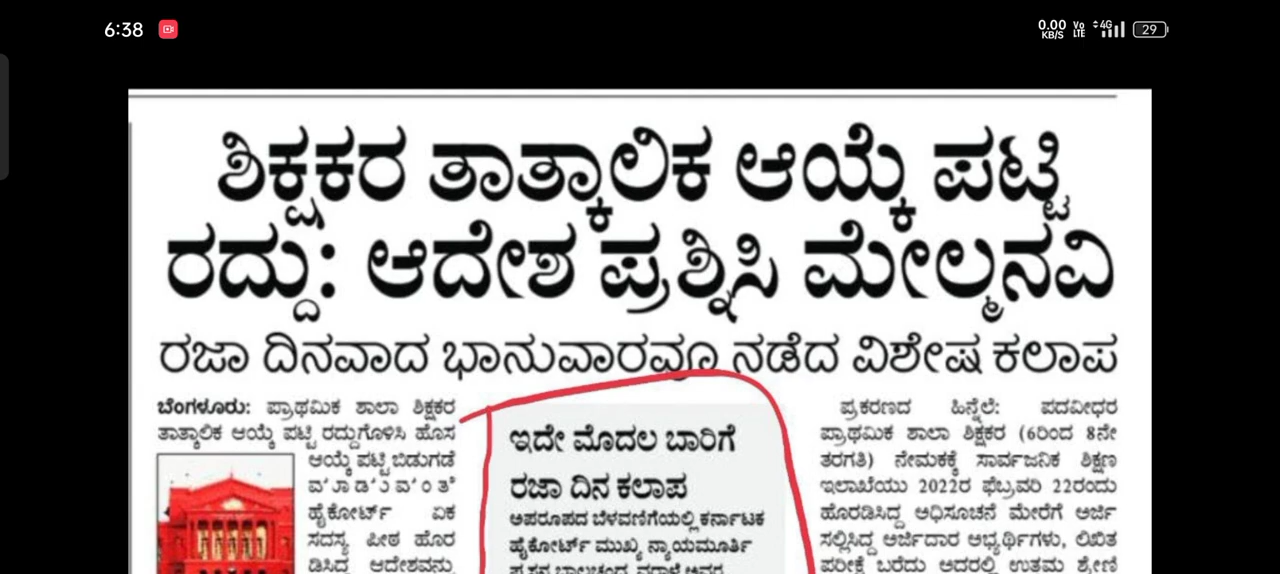 6:38
0.00 KB/S Vo LTE 4G 29
ಶಿಕ್ಷಕರ ತಾತ್ಕಾಲಿಕ ಆಯ್ಕೆ ಪಟ್ಟಿ
ರದ್ದು: ಆದೇಶ ಪ್ರಶ್ನಿಸಿ ಮೇಲ್ಮನವಿ
ರಜಾ ದಿನವಾದ ಭಾನುವಾರವೂ ನಡೆದ ವಿಶೇಷ ಕಲಾಪ
ಬೆಂಗಳೂರು: ಪ್ರಾಥಮಿಕ ಶಾಲಾ ಶಿಕ್ಷಕರ
ತಾತ್ಕಾಲಿಕ ಆಯ್ಕೆ ಪಟ್ಟಿ ರದ್ದುಗೊಳಿಸಿ ಹೊಸ
ಆಯ್ಕೆ ಪಟ್ಟಿ ಬಿಡುಗಡೆ
ಹೈಕೋರ್ಟ್ ಏಕ
ಸದಸ್ಯ ಪೀಠ ಹೊರ
ಡಿಸಿದ್ದ ಆದೇಶವನ್ನು
ಇದೇ ಮೊದಲ ಬಾರಿಗೆ
ರಜಾ ದಿನ ಕಲಾಪ
ಅಪರೂಪದ ಬೆಳವಣಿಗೆಯಲ್ಲಿ ಕರ್ನಾಟಕ
ಹೈಕೋರ್ಟ್ ಮುಖ್ಯ ನ್ಯಾಯಮೂರ್ತಿ
ಪ್ರಕರಣದ ಹಿನ್ನೆಲೆ: ಪದವೀಧರ
ಪ್ರಾಥಮಿಕ ಶಾಲಾ ಶಿಕ್ಷಕರ (6ರಿಂದ 8ನೇ
ತರಗತಿ) ನೇಮಕಕ್ಕೆ ಸಾರ್ವಜನಿಕ ಶಿಕ್ಷಣ
ಇಲಾಖೆಯು 2022ರ ಫೆಬ್ರವರಿ 22ರಂದು
ಹೊರಡಿಸಿದ್ದ ಅಧಿಸೂಚನೆ ಮೇರೆಗೆ ಅರ್ಜಿ
ಸಲ್ಲಿಸಿದ್ದ ಅರ್ಜಿದಾರ ಅಭ್ಯರ್ಥಿಗಳು, ಲಿಖಿತ
ಪರೀಕ್ಷೆ ಬರೆದು ಅದರಲ್ಲಿ ಉತ್ತಮ ಶ್ರೇಣಿ